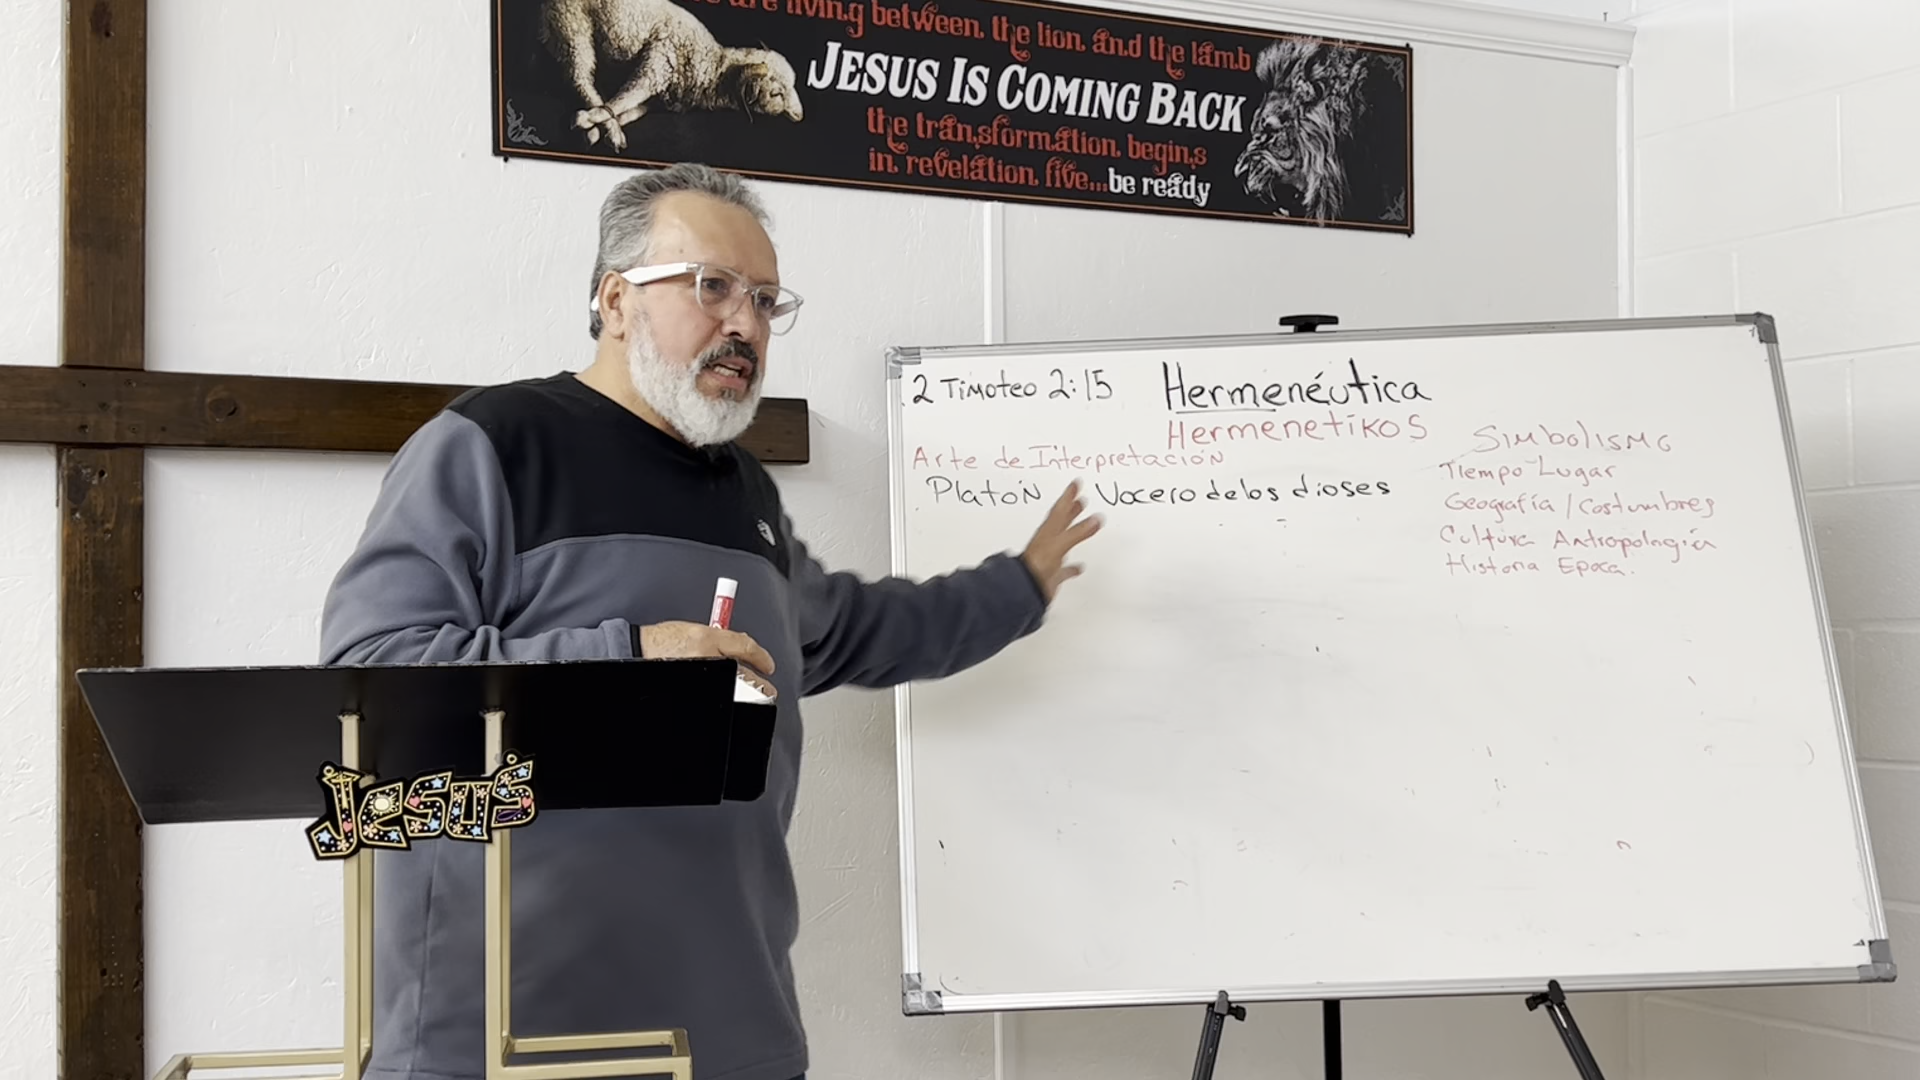 we are living between the lion and the lamb
JESUS IS COMING BACK
the transformation begins
in revelation five...be ready
2 Timoteo 2:15 Hermenéutica
Hermenetikos
Arte de Interpretación
Platón Vocero de los dioses
Simbolismo
Tiempo Lugar
Geografía / Costumbres
Cultura Antropología
Historia Epoca.
Jesus